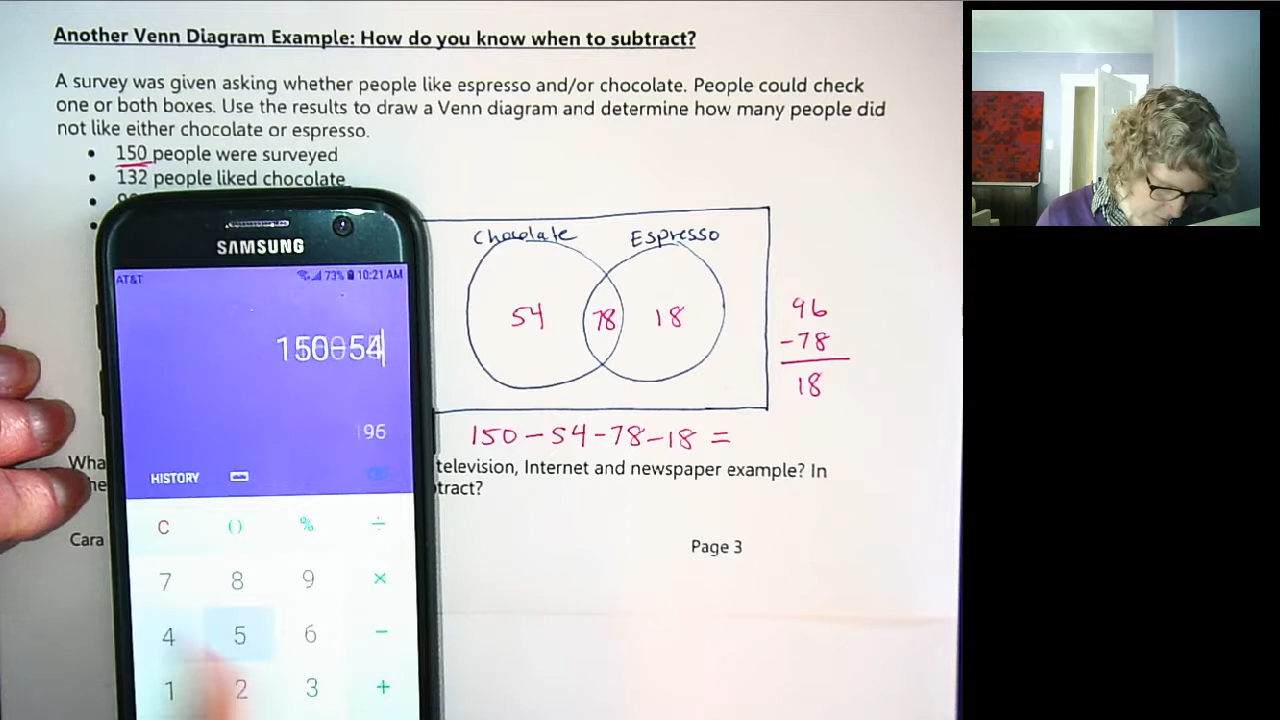 Another Venn Diagram Example: How do you know when to subtract?
A survey was given asking whether people like espresso and/or chocolate. People could check
one or both boxes. Use the results to draw a Venn diagram and determine how many people did
not like either chocolate or espresso.
• 150 people were surveyed
• 132 people liked chocolate
•
•
SAMSUNG
AT&T 73% 10:21 AM
150-54
96
HISTORY
C () % ÷
7 8 9 ×
4 5 6 −
1 2 3 +
Chocolate Espresso
54 78 18
96
-78
18
150-54-78-18=
television, Internet and newspaper example? In
Cara
Page 3